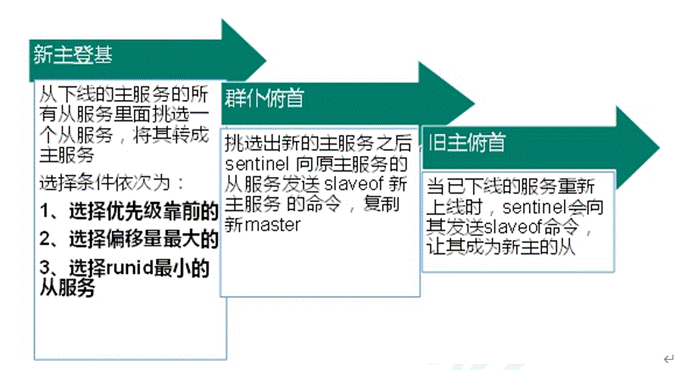 新主登基
从下线的主服务的所
有从服务里面挑选一
个从服务，将其转成
主服务
选择条件依次为：
1、选择优先级靠前的
2、选择偏移量最大的
3、选择runid最小的
从服务
群仆俯首
挑选出新的主服务之后，
sentinel 向原主服务的
从服务发送 slaveof 新
主服务 的命令，复制
新master
旧主俯首
当已下线的服务重新
上线时，sentinel会向
其发送slaveof命令，
让其成为新主的从